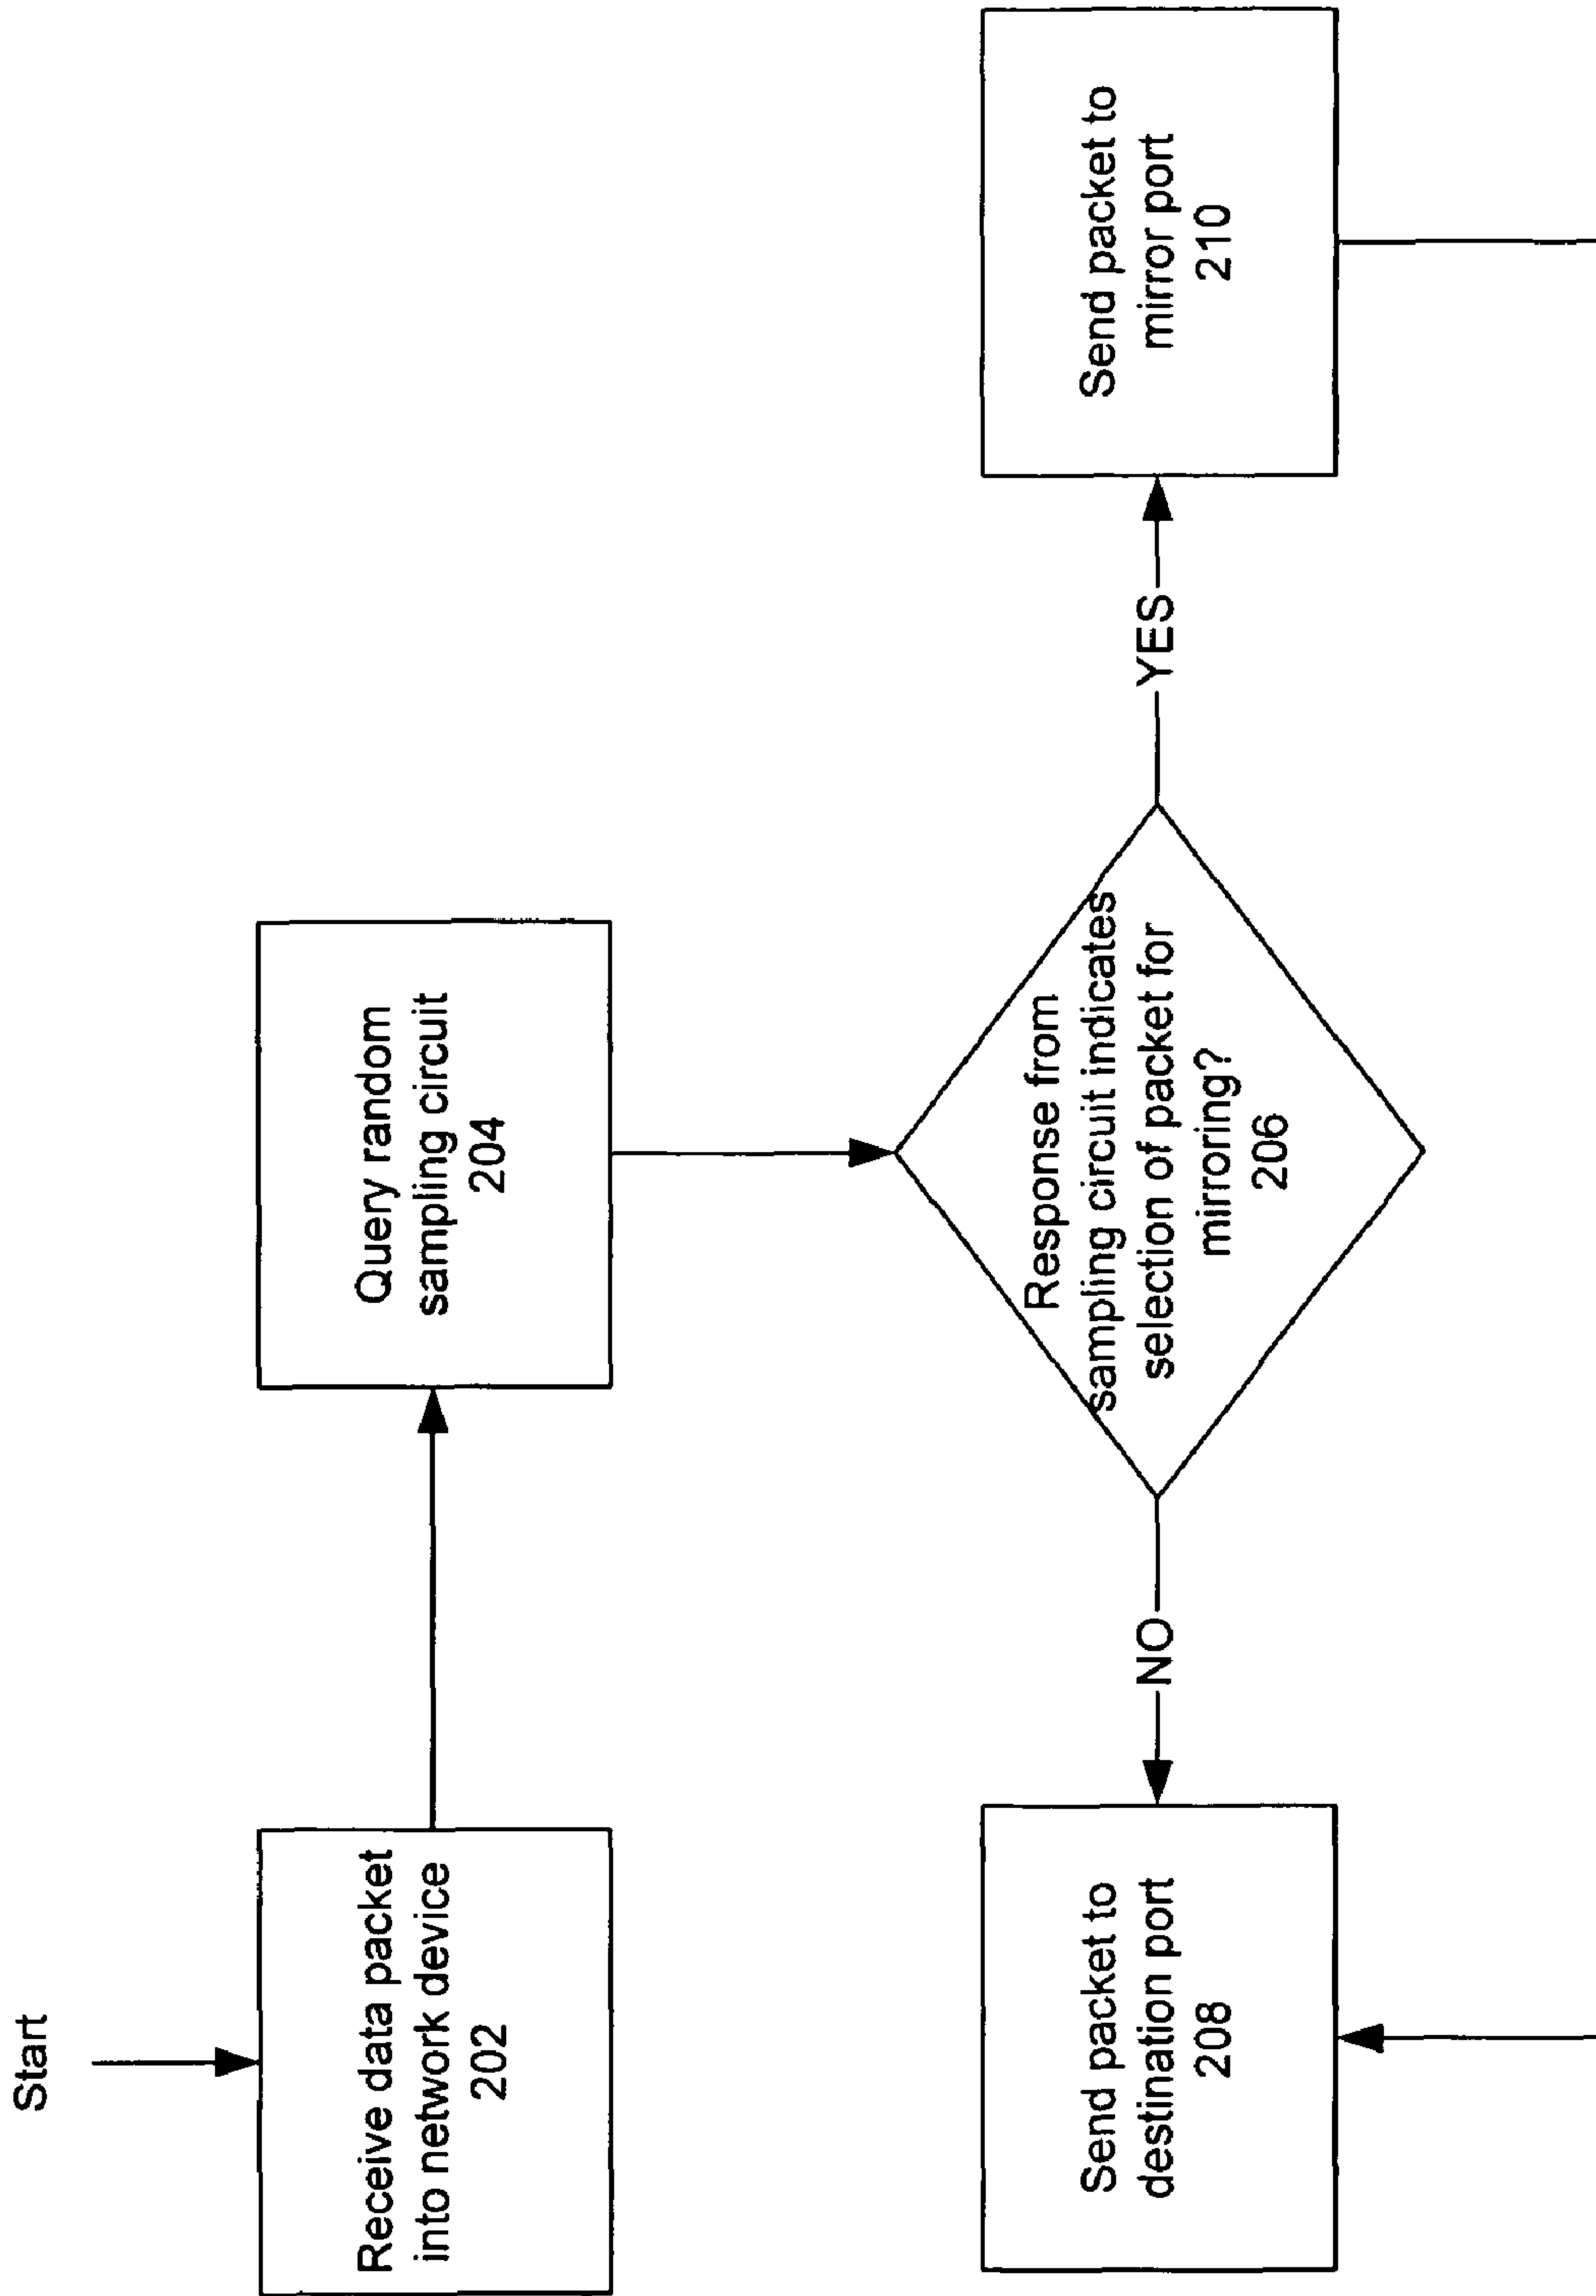 Start
Receive data packet
into network device
202
Query random
sampling circuit
204
Response from
sampling circuit indicates
selection of packet for
mirroring?
206
NO
YES
Send packet to
destination port
208
Send packet to
mirror port
210